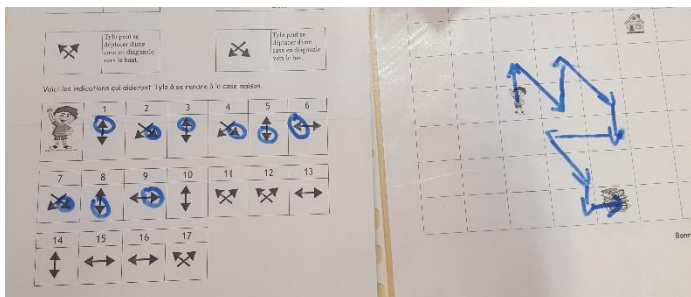 Tylo peut se
déplacer d'une
case en diagonale
vers le haut.
Tylo peut se
déplacer d'une
case en diagonale
vers le bas.
Voici les indications qui aideront Tylo à se rendre à la case maison.
1 2 3 4 5 6
7 8 9 10 11 12 13
14 15 16 17